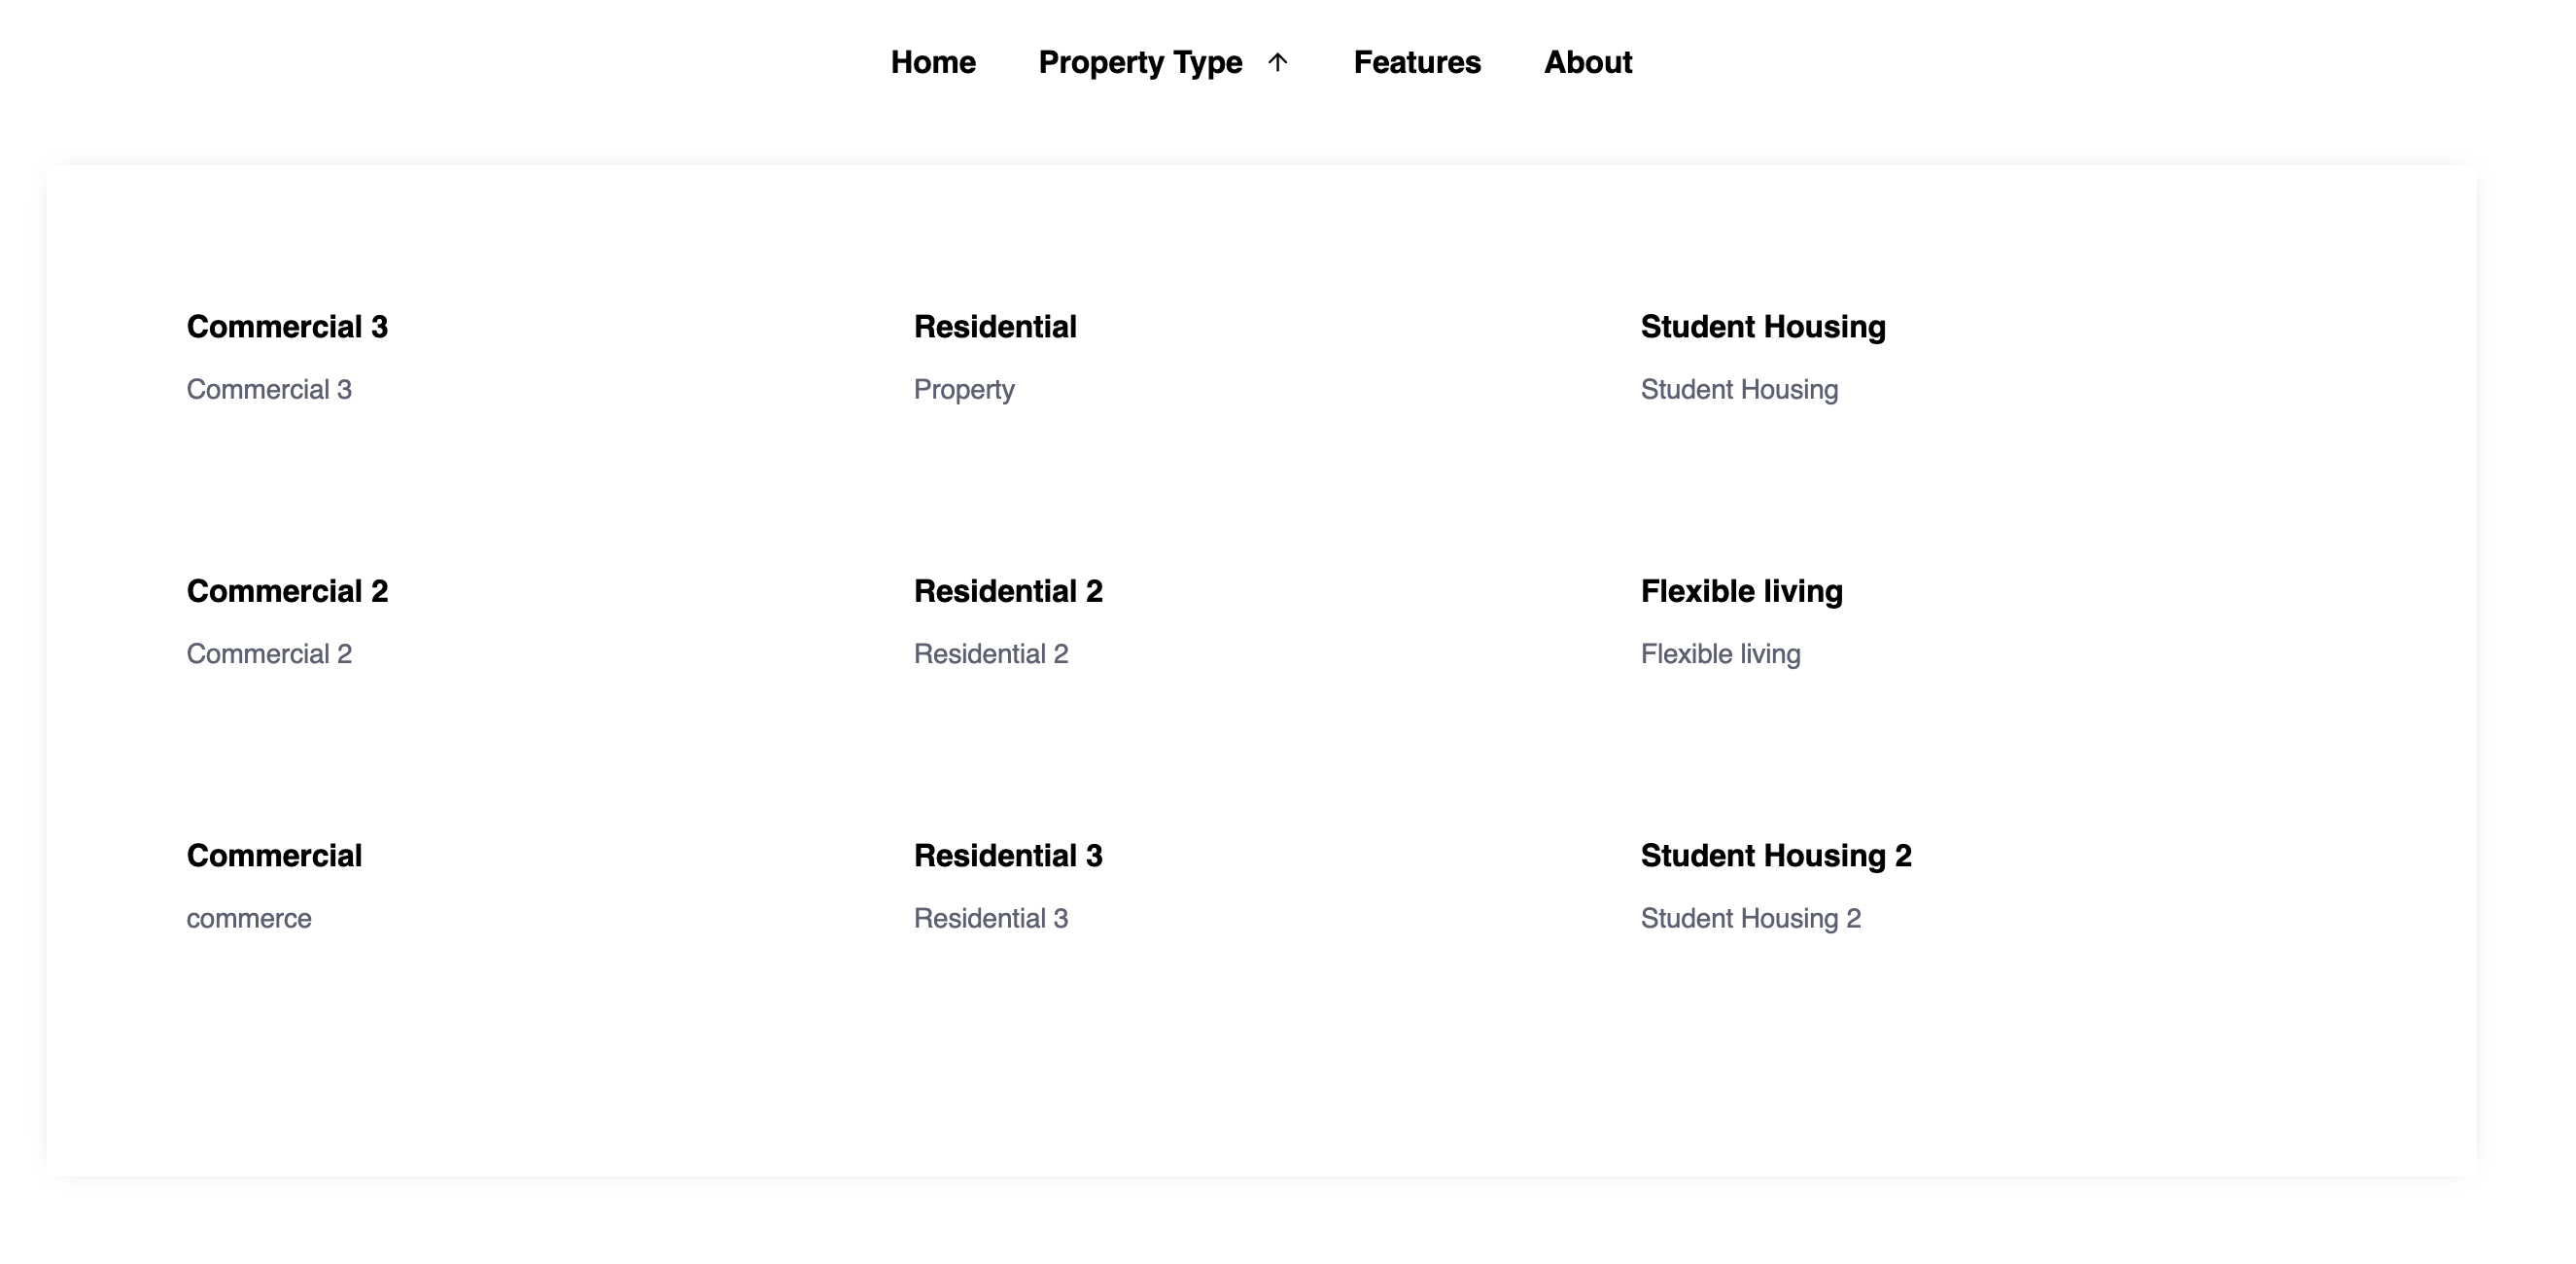 Home Property Type ↑ Features About
Commercial 3 Residential Student Housing
Commercial 3 Property Student Housing
Commercial 2 Residential 2 Flexible living
Commercial 2 Residential 2 Flexible living
Commercial Residential 3 Student Housing 2
commerce Residential 3 Student Housing 2